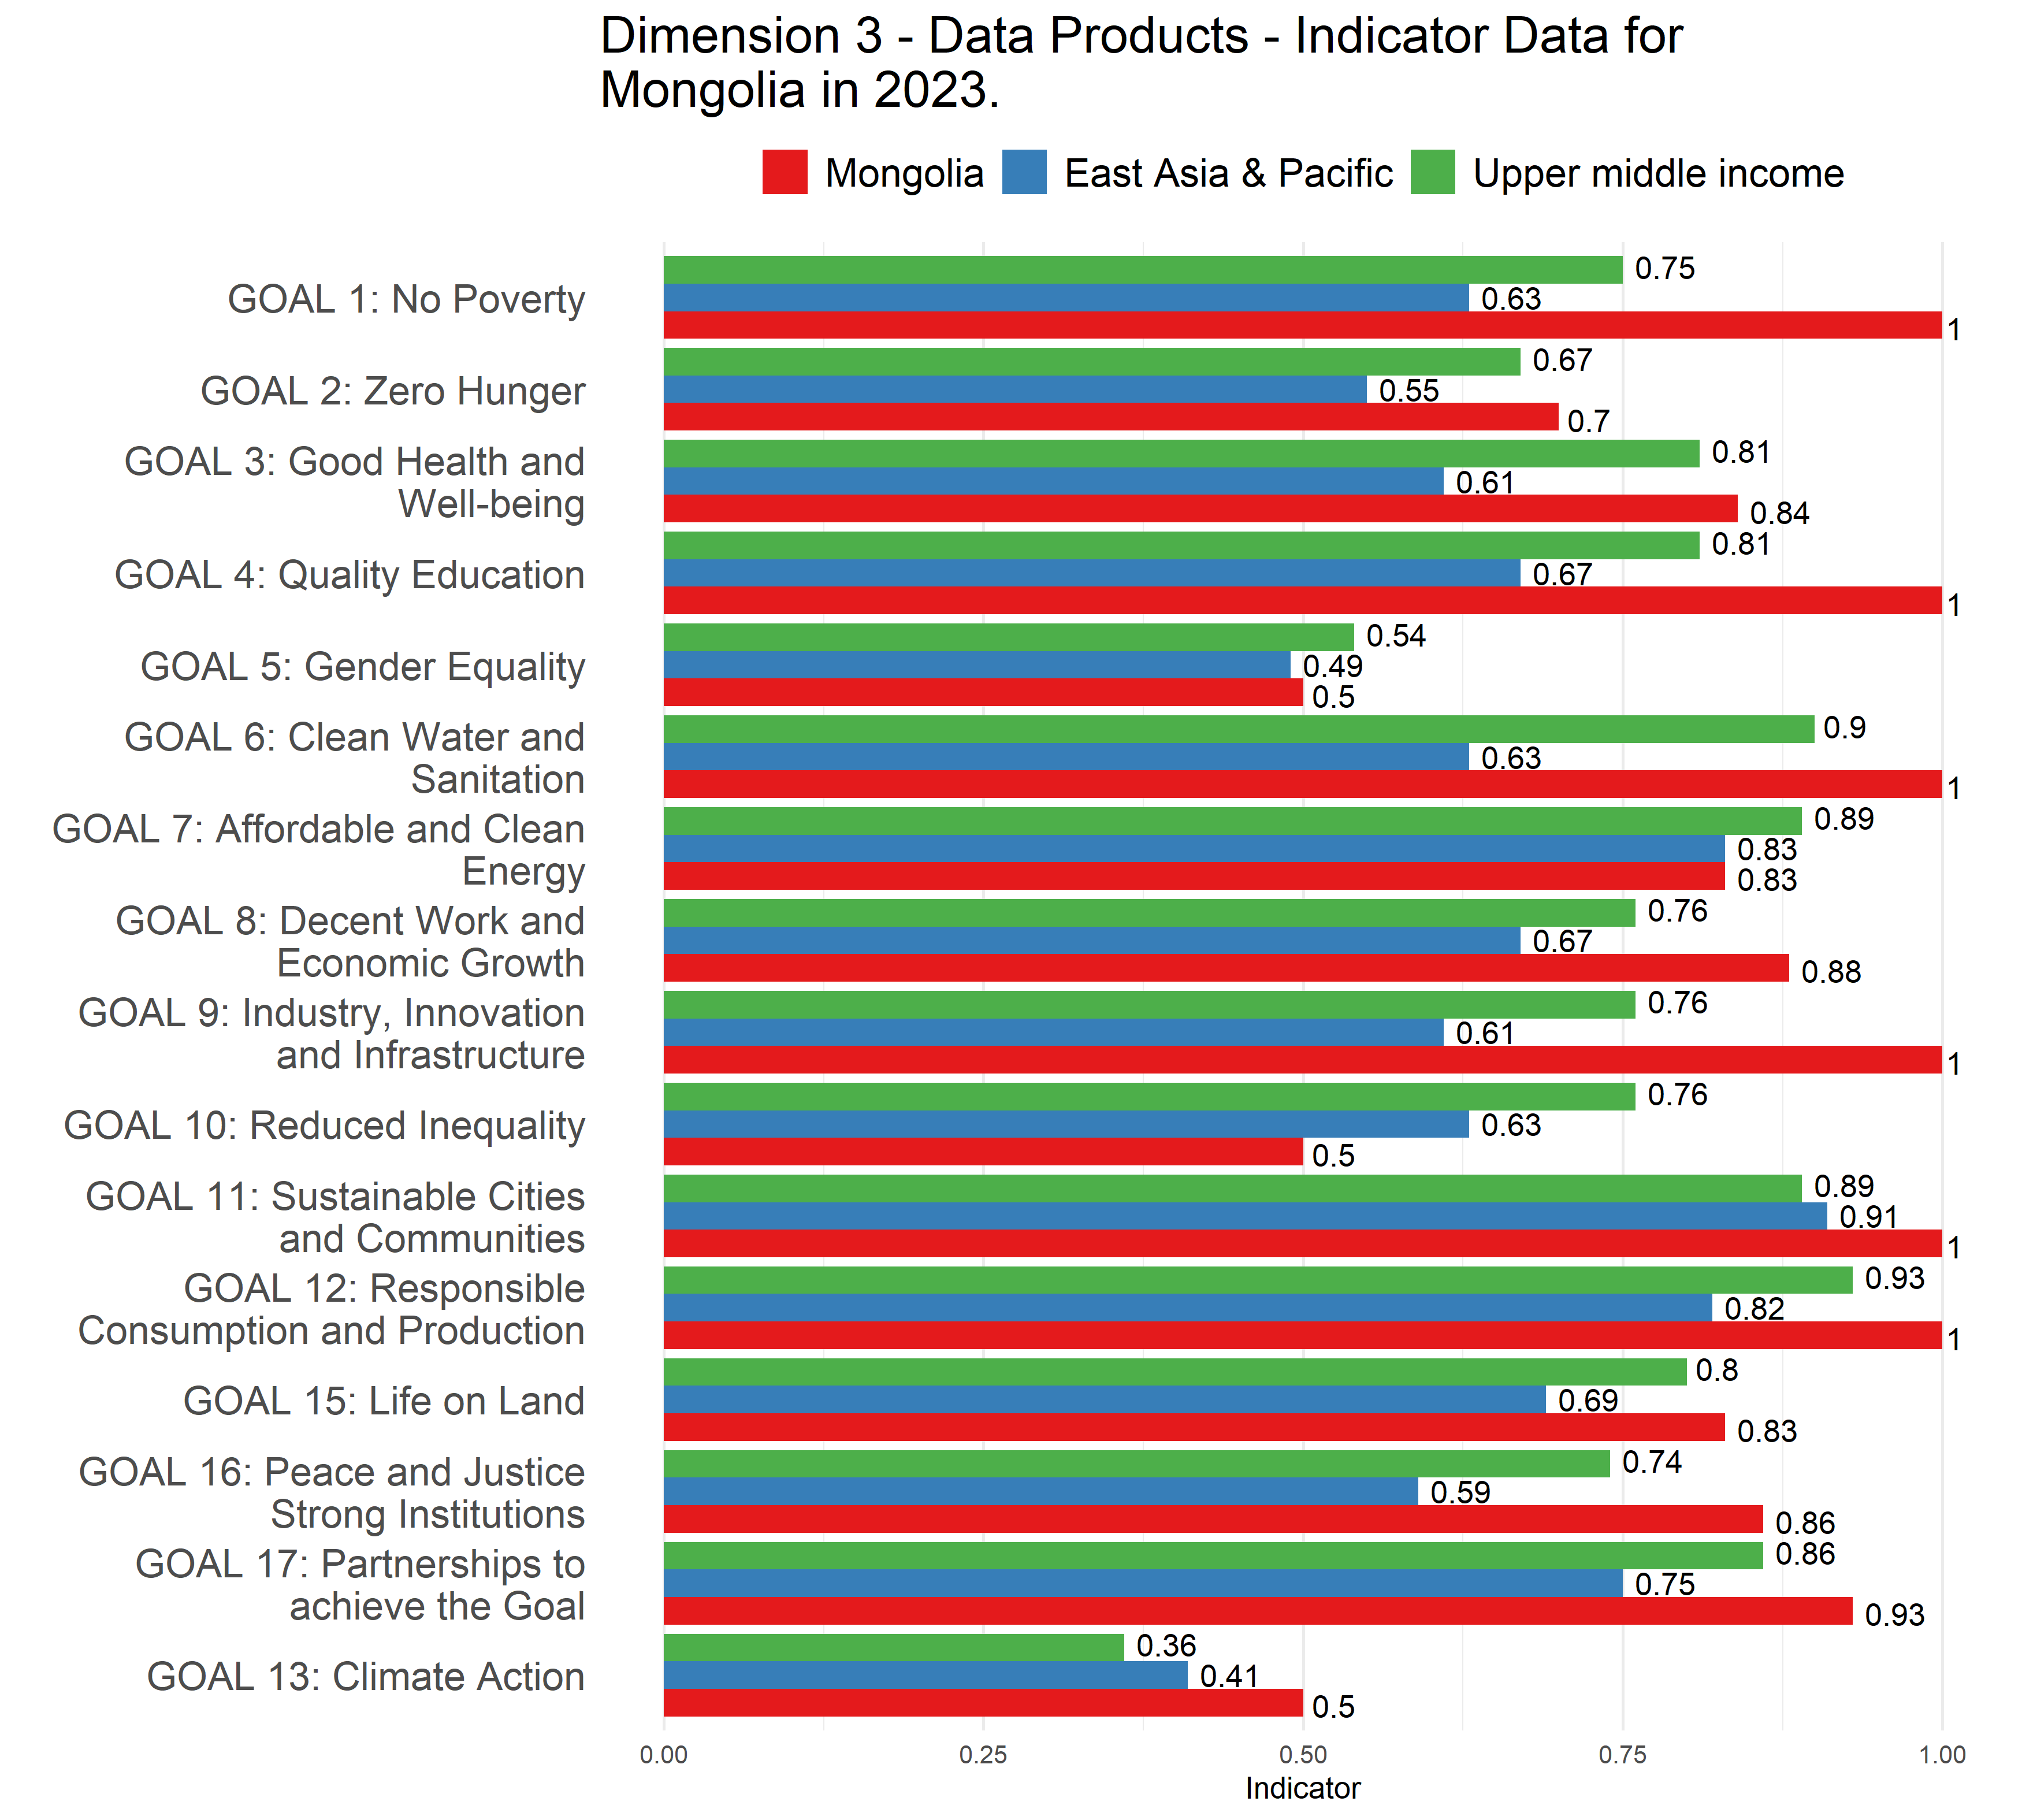 Dimension 3 - Data Products - Indicator Data for
Mongolia in 2023.
Mongolia East Asia & Pacific Upper middle income
GOAL 1: No Poverty
0.75
0.63
1
GOAL 2: Zero Hunger
0.67
0.55
0.7
GOAL 3: Good Health and
Well-being
0.81
0.61
0.84
GOAL 4: Quality Education
0.81
0.67
1
GOAL 5: Gender Equality
0.54
0.49
0.5
GOAL 6: Clean Water and
Sanitation
0.9
0.63
1
GOAL 7: Affordable and Clean
Energy
0.89
0.83
0.83
GOAL 8: Decent Work and
Economic Growth
0.76
0.67
0.88
GOAL 9: Industry, Innovation
and Infrastructure
0.76
0.61
1
GOAL 10: Reduced Inequality
0.76
0.63
0.5
GOAL 11: Sustainable Cities
and Communities
0.89
0.91
1
GOAL 12: Responsible
Consumption and Production
0.93
0.82
1
GOAL 15: Life on Land
0.8
0.69
0.83
GOAL 16: Peace and Justice
Strong Institutions
0.74
0.59
0.86
GOAL 17: Partnerships to
achieve the Goal
0.86
0.75
0.93
GOAL 13: Climate Action
0.36
0.41
0.5
0.00 0.25 0.50 0.75 1.00
Indicator